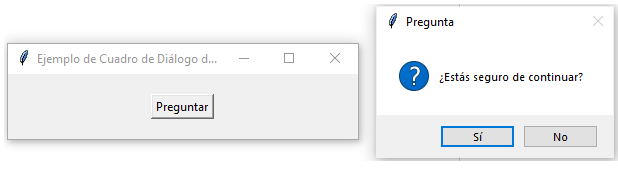 Ejemplo de Cuadro de Diálogo d...
Preguntar
Pregunta
¿Estás seguro de continuar?
Sí
No